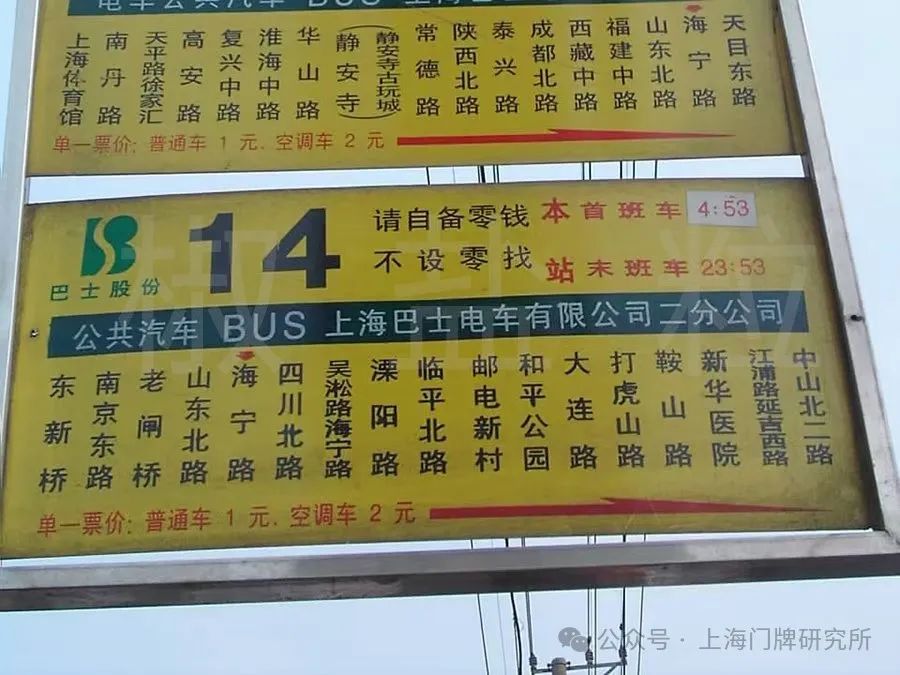 电车公共汽车 BUS 上海巴士
上海体育馆
南丹路
天平路徐家汇
高安路
复兴中路
淮海中路
华山路
静安寺
(静安寺古玩城)
常德路
陕西北路
泰兴路
成都北路
西藏中路
福建中路
山东北路
海宁路
天目东路
单一票价: 普通车 1 元. 空调车 2 元
巴士股份
14
请自备零钱
不设零找
本站
首班车 4:53
末班车 23:53
公共汽车 BUS 上海巴士电车有限公司二分公司
东新桥
南京东路
老闸桥
山东北路
海宁路
四川北路
吴淞路海宁路
溧阳路
临平北路
邮电新村
和平公园
大连路
打虎山路
鞍山路
新华医院
江浦路延吉西路
中山北二路
单一票价: 普通车 1 元. 空调车 2 元
公众号 · 上海门牌研究所